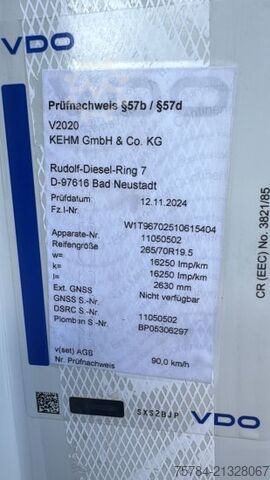 VDO
Prüfnachweis §57b / §57d
V2020
KEHM GmbH & Co. KG
Rudolf-Diesel-Ring 7
D-97616 Bad Neustadt
Prüfdatum 12.11.2024
Fz.I-Nr. W1T96702510615404
Apparate-Nr. 11050502
Reifengröße 265/70R19.5
w= 16250 Imp/km
k= 16250 Imp/km
l= 2630 mm
Ext. GNSS Nicht verfügbar
GNSS S.-Nr.
DSRC S.-Nr. 11050502
Plomben S.-Nr. BP05306297
v(set) AGB 90,0 km/h
Nr. Prüfnachweis
CR (EEC) No. 3821/85
SXS2BJP
VDO
75784-21328067